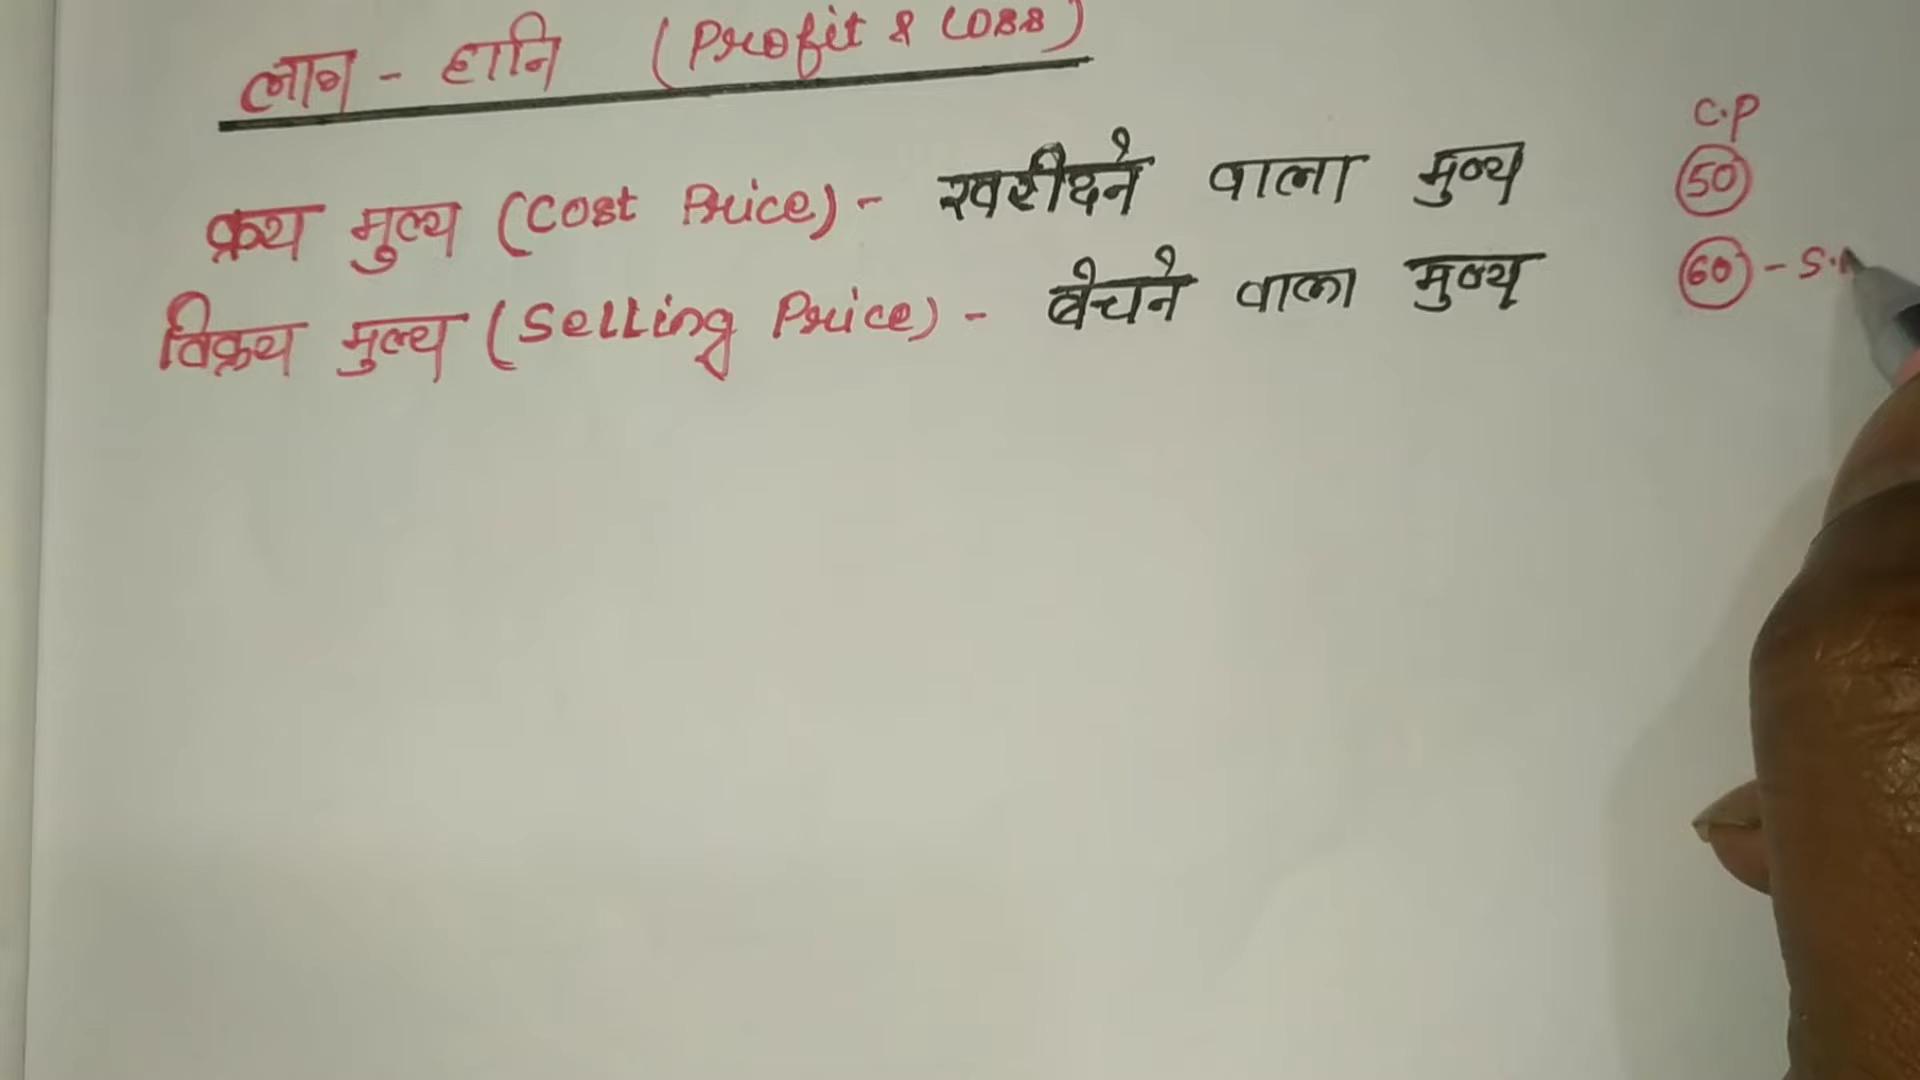 लाभ - हानि (Profit & Loss)
क्रय मुल्य (Cost Price) - खरीदने वाला मुल्य
C.P
50
विक्रय मुल्य (Selling Price) - बेचने वाला मुल्य
60 - S.